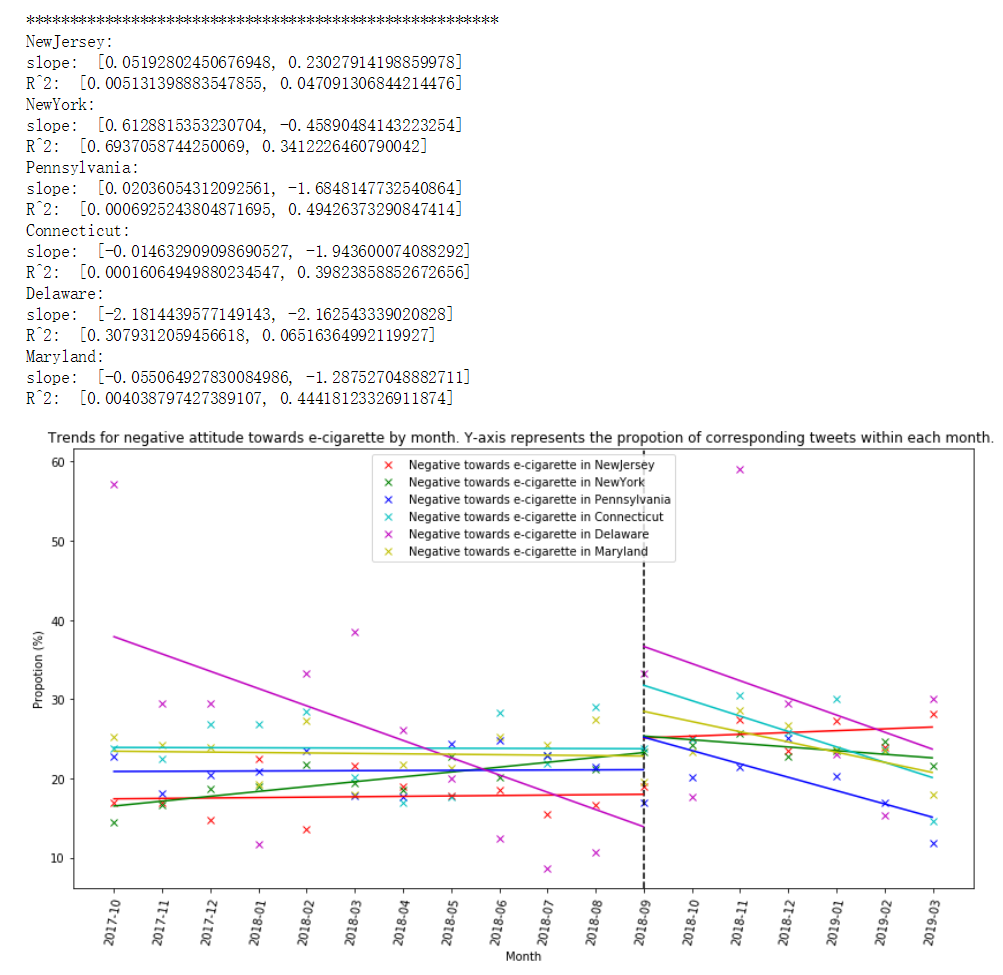 ******************************************************
NewJersey:
slope:  [0.05192802450676948, 0.23027914198859978]
R^2:  [0.005131398883547855, 0.047091306844214476]
NewYork:
slope:  [0.6128815353230704, -0.45890484143223254]
R^2:  [0.6937058744250069, 0.3412226460790042]
Pennsylvania:
slope:  [0.02036054312092561, -1.6848147732540864]
R^2:  [0.0006925243804871695, 0.49426373290847414]
Connecticut:
slope:  [-0.014632909098690527, -1.943600074088292]
R^2:  [0.00016064949880234547, 0.39823858852672656]
Delaware:
slope:  [-2.1814439577149143, -2.162543339020828]
R^2:  [0.3079312059456618, 0.06516364992119927]
Maryland:
slope:  [-0.055064927830084986, -1.287527048882711]
R^2:  [0.004038797427389107, 0.44418123326911874]
Trends for negative attitude towards e-cigarette by month. Y-axis represents the propotion of corresponding tweets within each month.
Negative towards e-cigarette in NewJersey
Negative towards e-cigarette in NewYork
Negative towards e-cigarette in Pennsylvania
Negative towards e-cigarette in Connecticut
Negative towards e-cigarette in Delaware
Negative towards e-cigarette in Maryland
Propotion (%)
60
50
40
30
20
10
2017-10
2017-11
2017-12
2018-01
2018-02
2018-03
2018-04
2018-05
2018-06
2018-07
2018-08
2018-09
2018-10
2018-11
2018-12
2019-01
2019-02
2019-03
Month